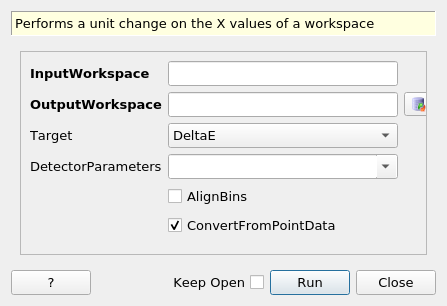 Performs a unit change on the X values of a workspace
InputWorkspace
OutputWorkspace
Target DeltaE
DetectorParameters
AlignBins
ConvertFromPointData
? Keep Open Run Close